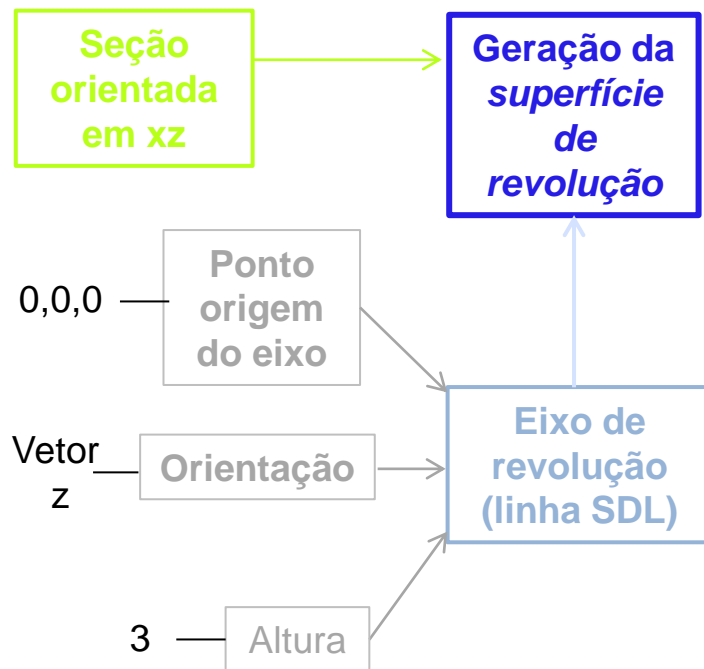 Seção
orientada
em xz
Geração da
superfície
de
revolução
Ponto
origem
do eixo
0,0,0
Vetor
z
Orientação
Eixo de
revolução
(linha SDL)
3
Altura